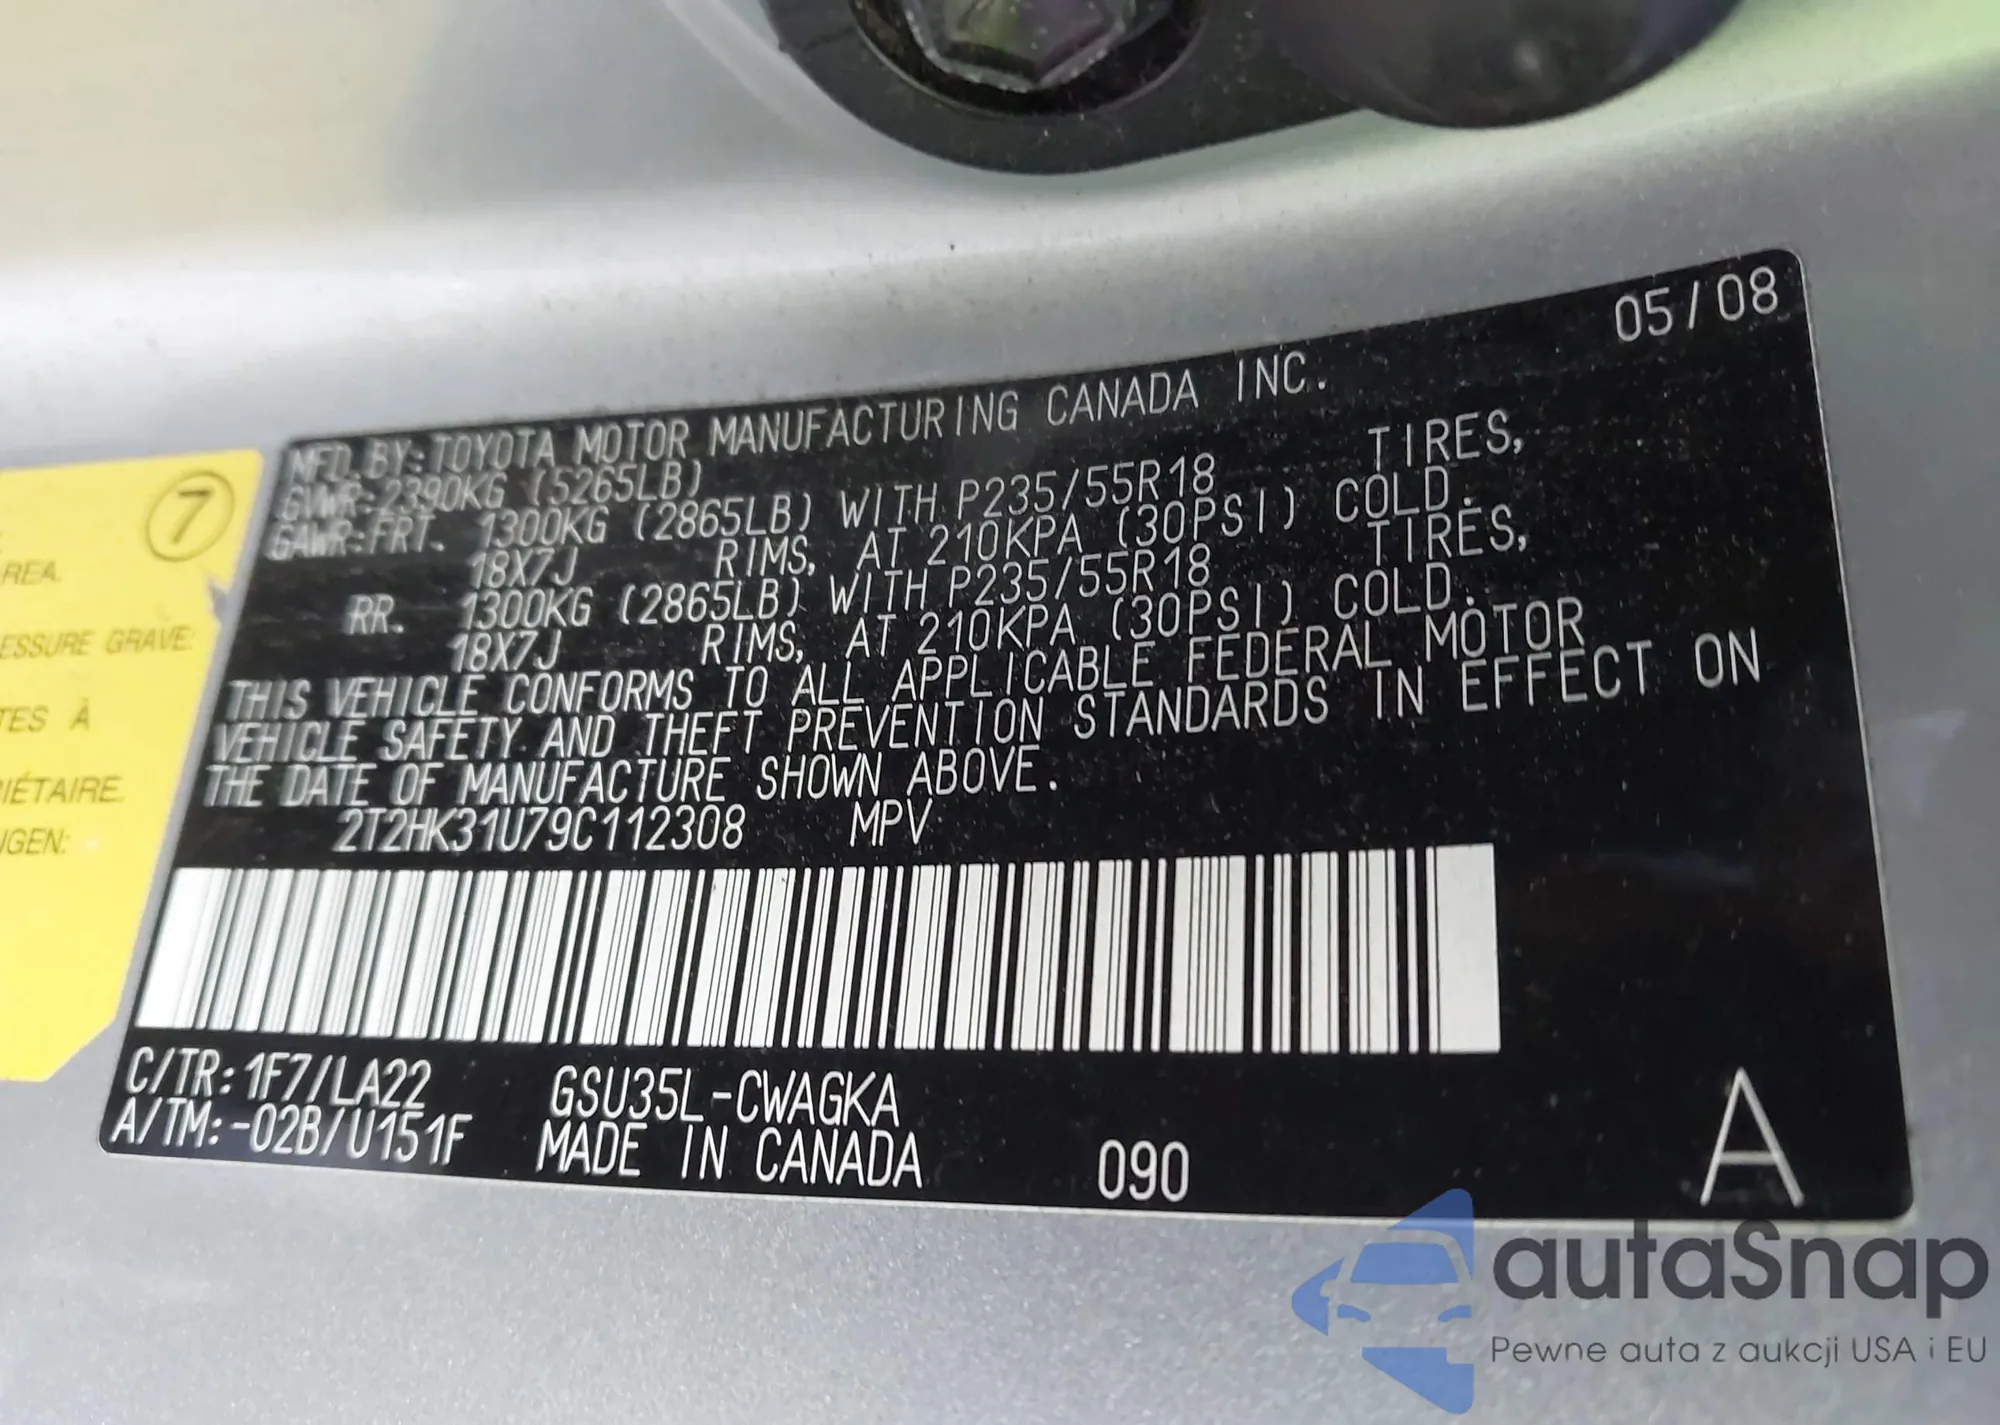 05/08
MFD.BY:TOYOTA MOTOR MANUFACTURING CANADA INC.
GVWR:2390KG (5265LB)
GAWR:FRT. 1300KG (2865LB) WITH P235/55R18 TIRES,
18X7J RIMS, AT 210KPA (30PSI) COLD.
RR. 1300KG (2865LB) WITH P235/55R18 TIRES,
18X7J RIMS, AT 210KPA (30PSI) COLD.
THIS VEHICLE CONFORMS TO ALL APPLICABLE FEDERAL MOTOR
VEHICLE SAFETY AND THEFT PREVENTION STANDARDS IN EFFECT ON
THE DATE OF MANUFACTURE SHOWN ABOVE.
2T2HK31U79C112308 MPV
C/TR:1F7/LA22 GSU35L-CWAGKA
A/TM:-02B/U151F MADE IN CANADA 090
A
7
REA.
ESSURE GRAVE.
TES À
IÉTAIRE.
IGEN:
autaSnap
Pewne auta z aukcji USA i EU